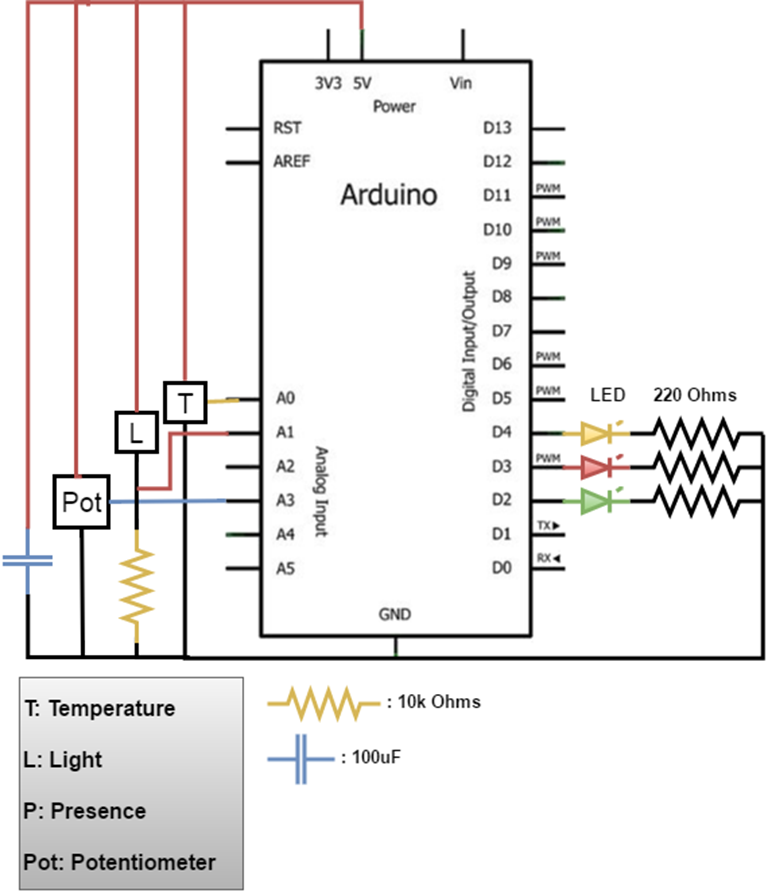 3V3 5V Vin
Power
RST D13
AREF D12
Arduino
D11 PWM
D10 PWM
D9 PWM
D8
D7
D6 PWM
Digital Input/Output
A0 D5 PWM
LED 220 Ohms
T
L
A1 D4
A2 D3 PWM
Pot
A3 D2
Analog Input
A4 D1 TX▶
A5 D0 RX◀
GND
T: Temperature
L: Light
P: Presence
Pot: Potentiometer
: 10k Ohms
: 100uF